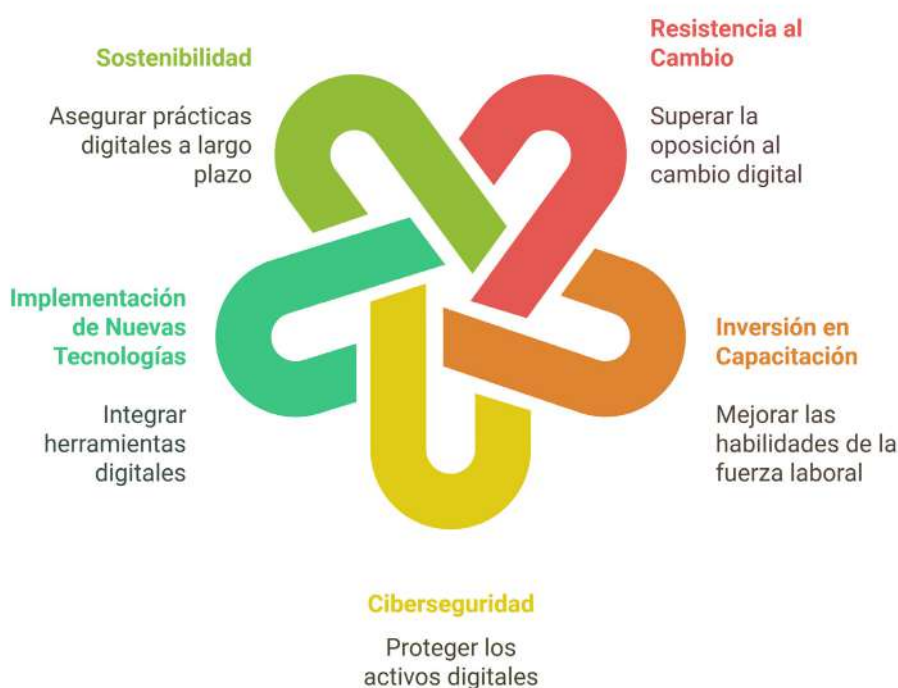 Sostenibilidad
Asegurar prácticas
digitales a largo
plazo
Resistencia al
Cambio
Superar la
oposición al
cambio digital
Implementación
de Nuevas
Tecnologías
Integrar
herramientas
digitales
Inversión en
Capacitación
Mejorar las
habilidades de la
fuerza laboral
Ciberseguridad
Proteger los
activos digitales